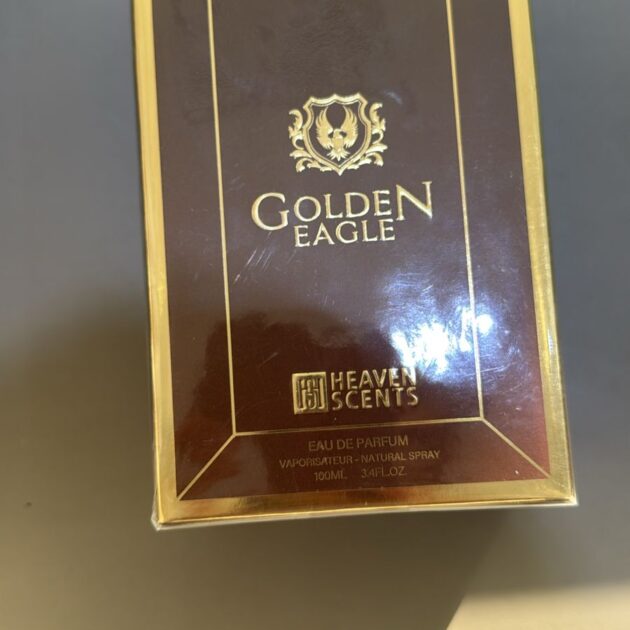 GOLDEN
EAGLE
HEAVEN
SCENTS
EAU DE PARFUM
VAPORISATEUR - NATURAL SPRAY
100ML 3.4FL.OZ.